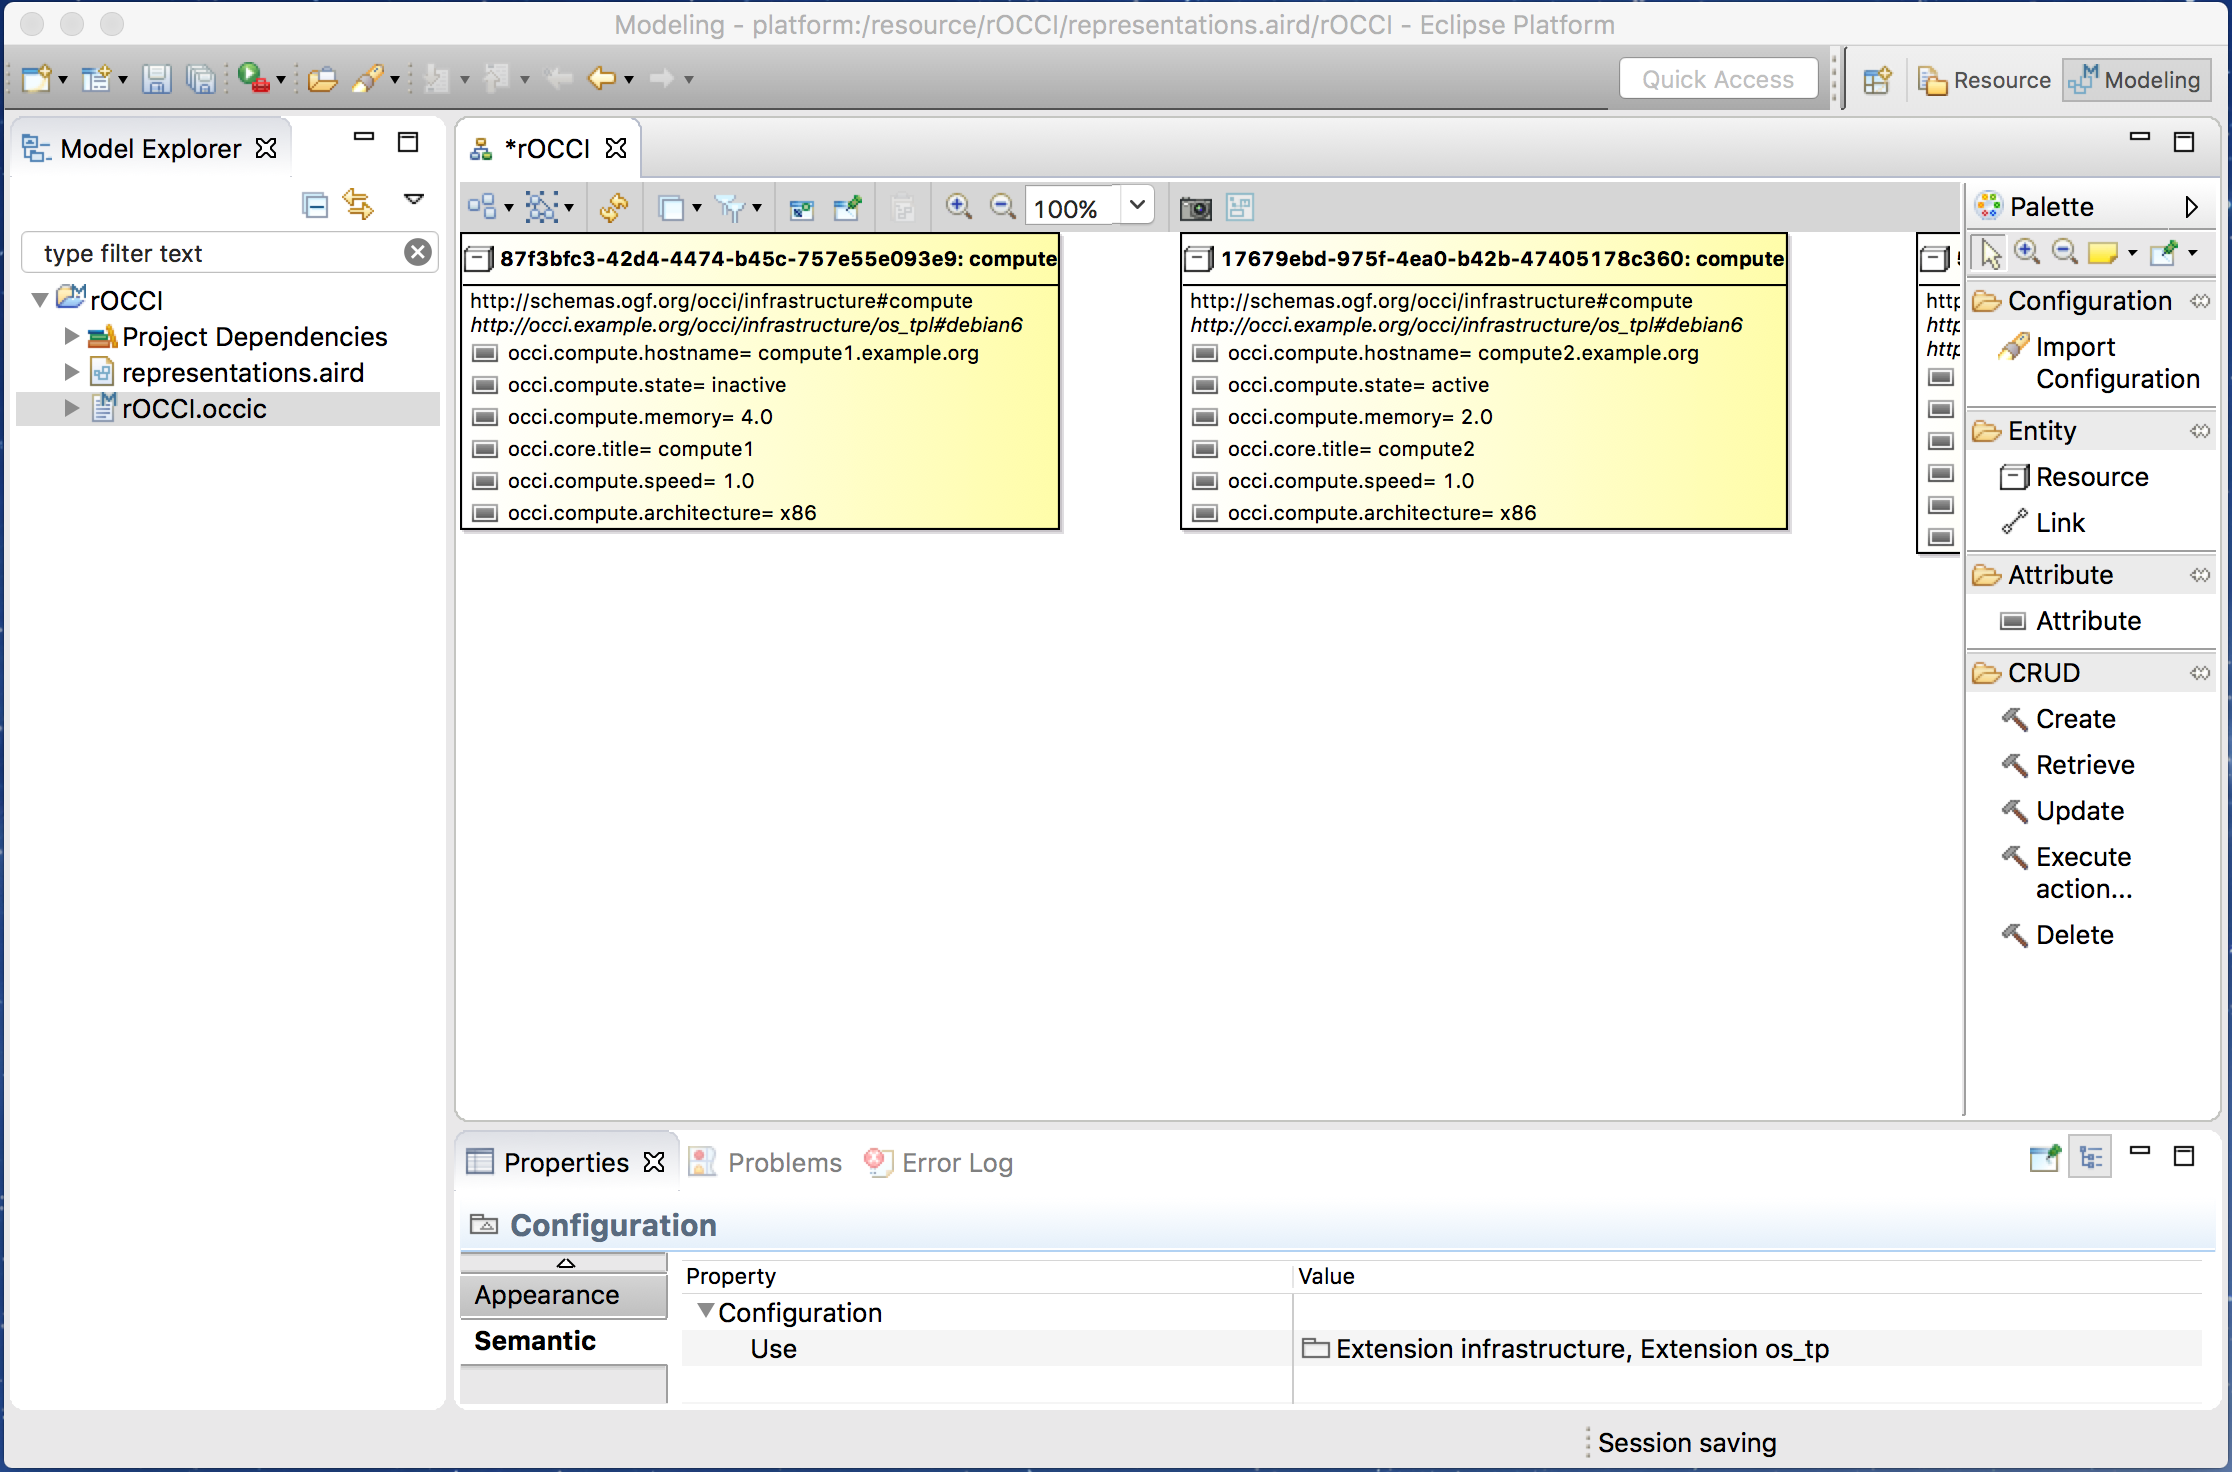 Modeling - platform:/resource/rOCCI/representations.aird/rOCCI - Eclipse Platform
Quick Access
Resource
Modeling
Model Explorer
type filter text
rOCCI
Project Dependencies
representations.aird
rOCCI.occic
*rOCCI
100%
87f3bfc3-42d4-4474-b45c-757e55e093e9: compute
http://schemas.ogf.org/occi/infrastructure#compute
http://occi.example.org/occi/infrastructure/os_tpl#debian6
occi.compute.hostname= compute1.example.org
occi.compute.state= inactive
occi.compute.memory= 4.0
occi.core.title= compute1
occi.compute.speed= 1.0
occi.compute.architecture= x86
17679ebd-975f-4ea0-b42b-47405178c360: compute
http://schemas.ogf.org/occi/infrastructure#compute
http://occi.example.org/occi/infrastructure/os_tpl#debian6
occi.compute.hostname= compute2.example.org
occi.compute.state= active
occi.compute.memory= 2.0
occi.core.title= compute2
occi.compute.speed= 1.0
occi.compute.architecture= x86
Palette
Configuration
Import
Configuration
Entity
Resource
Link
Attribute
Attribute
CRUD
Create
Retrieve
Update
Execute
action...
Delete
Properties
Problems
Error Log
Configuration
Appearance
Semantic
Property
Value
Configuration
Use
Extension infrastructure, Extension os_tp
Session saving